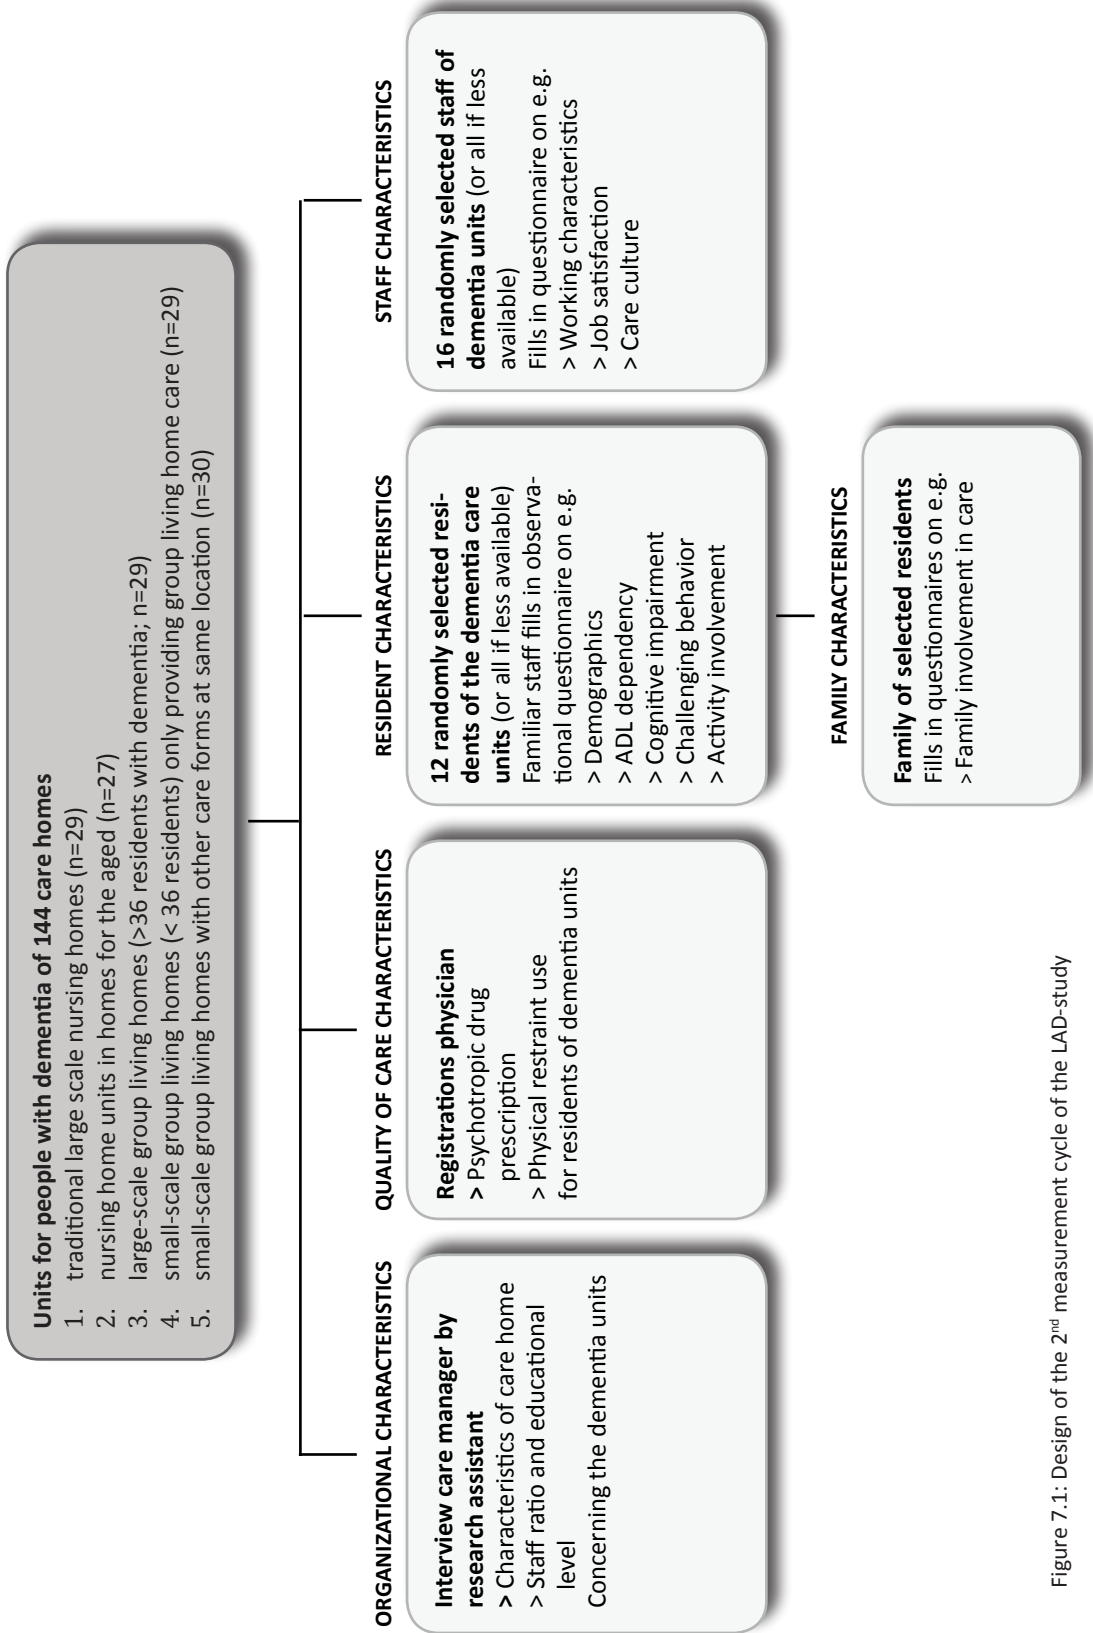 Units for people with dementia of 144 care homes
1. traditional large scale nursing homes (n=29)
2. nursing home units in homes for the aged (n=27)
3. large-scale group living homes (>36 residents with dementia; n=29)
4. small-scale group living homes (< 36 residents) only providing group living home care (n=29)
5. small-scale group living homes with other care forms at same location (n=30)
ORGANIZATIONAL CHARACTERISTICS
Interview care manager by
research assistant
> Characteristics of care home
> Staff ratio and educational
level
Concerning the dementia units
QUALITY OF CARE CHARACTERISTICS
Registrations physician
> Psychotropic drug
prescription
> Physical restraint use
for residents of dementia units
RESIDENT CHARACTERISTICS
12 randomly selected resi-
dents of the dementia care
units (or all if less available)
Familiar staff fills in observa-
tional questionnaire on e.g.
> Demographics
> ADL dependency
> Cognitive impairment
> Challenging behavior
> Activity involvement
STAFF CHARACTERISTICS
16 randomly selected staff of
dementia units (or all if less
available)
Fills in questionnaire on e.g.
> Working characteristics
> Job satisfaction
> Care culture
FAMILY CHARACTERISTICS
Family of selected residents
Fills in questionnaires on e.g.
> Family involvement in care
Figure 7.1: Design of the 2nd measurement cycle of the LAD-study